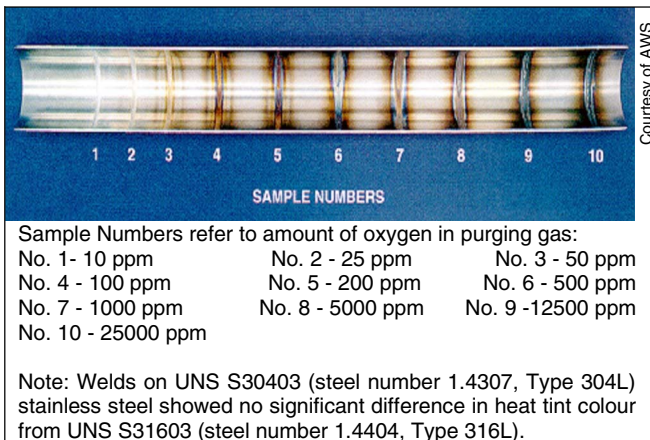 Courtesy of AWS
1 2 3 4 5 6 7 8 9 10
SAMPLE NUMBERS
Sample Numbers refer to amount of oxygen in purging gas:
No. 1- 10 ppm No. 2 - 25 ppm No. 3 - 50 ppm
No. 4 - 100 ppm No. 5 - 200 ppm No. 6 - 500 ppm
No. 7 - 1000 ppm No. 8 - 5000 ppm No. 9 -12500 ppm
No. 10 - 25000 ppm
Note: Welds on UNS S30403 (steel number 1.4307, Type 304L)
stainless steel showed no significant difference in heat tint colour
from UNS S31603 (steel number 1.4404, Type 316L).